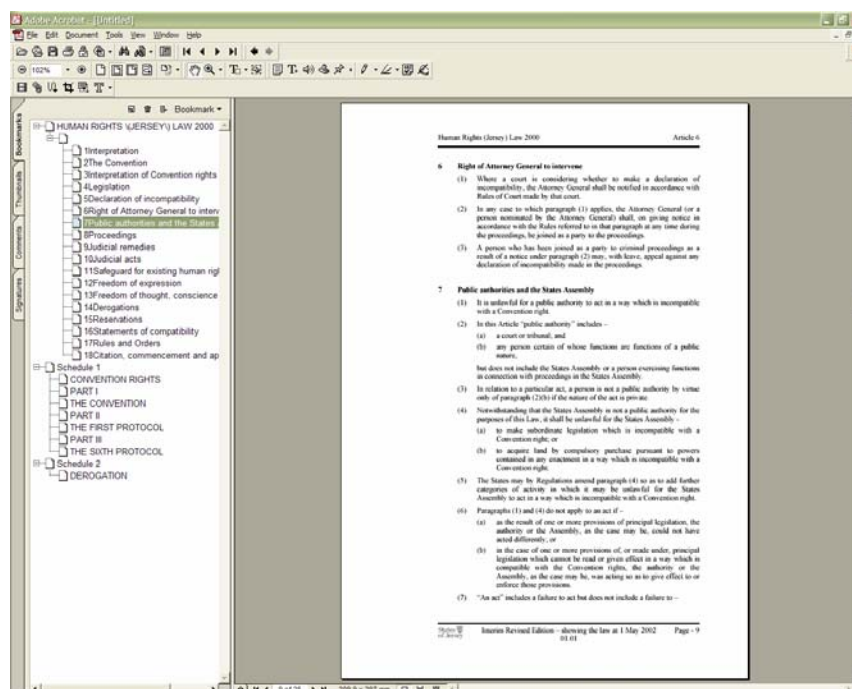 Adobe Acrobat - [Untitled]
File Edit Document Tools View Window Help
102%
Bookmark
Bookmarks
Thumbnails
Comments
Signatures
HUMAN RIGHTS \(JERSEY\) LAW 2000
1Interpretation
2The Convention
3Interpretation of Convention rights
4Legislation
5Declaration of incompatibility
6Right of Attorney General to interv
7Public authorities and the States
8Proceedings
9Judicial remedies
10Judicial acts
11Safeguard for existing human rig
12Freedom of expression
13Freedom of thought, conscience
14Derogations
15Reservations
16Statements of compatibility
17Rules and Orders
18Citation, commencement and ap
Schedule 1
CONVENTION RIGHTS
PART I
THE CONVENTION
PART II
THE FIRST PROTOCOL
PART III
THE SIXTH PROTOCOL
Schedule 2
DEROGATION
Human Rights (Jersey) Law 2000 Article 6
6 Right of Attorney General to intervene
(1) Where a court is considering whether to make a declaration of
incompatibility, the Attorney General shall be notified in accordance with
Rules of Court made by that court.
(2) In any case to which paragraph (1) applies, the Attorney General (or a
person nominated by the Attorney General) shall, on giving notice in
accordance with the Rules referred to in that paragraph at any time during
the proceedings, be joined as a party to the proceedings.
(3) A person who has been joined as a party to criminal proceedings as a
result of a notice under paragraph (2) may, with leave, appeal against any
declaration of incompatibility made in the proceedings.
7 Public authorities and the States Assembly
(1) It is unlawful for a public authority to act in a way which is incompatible
with a Convention right.
(2) In this Article "public authority" includes –
(a) a court or tribunal, and
(b) any person certain of whose functions are functions of a public
nature,
but does not include the States Assembly or a person exercising functions
in connection with proceedings in the States Assembly.
(3) In relation to a particular act, a person is not a public authority by virtue
only of paragraph (2)(b) if the nature of the act is private.
(4) Notwithstanding that the States Assembly is not a public authority for the
purposes of this Law, it shall be unlawful for the States Assembly –
(a) to make subordinate legislation which is incompatible with a
Convention right; or
(b) to acquire land by compulsory purchase pursuant to powers
contained in any enactment in a way which is incompatible with a
Convention right.
(5) The States may by Regulations amend paragraph (4) so as to add further
categories of activity in which it may be unlawful for the States
Assembly to act in a way which is incompatible with a Convention right.
(6) Paragraphs (1) and (4) do not apply to an act if –
(a) as the result of one or more provisions of principal legislation, the
authority or the Assembly, as the case may be, could not have
acted differently; or
(b) in the case of one or more provisions of, or made under, principal
legislation which cannot be read or given effect in a way which is
compatible with the Convention rights, the authority or the
Assembly, as the case may be, was acting so as to give effect to or
enforce those provisions.
(7) "An act" includes a failure to act but does not include a failure to –
States of Jersey
Interim Revised Edition – showing the law at 1 May 2002 Page - 9
01.01